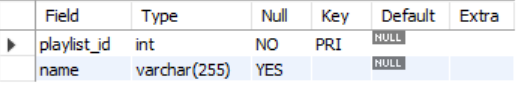 Field Type Null Key Default Extra
playlist_id int NO PRI NULL
name varchar(255) YES NULL